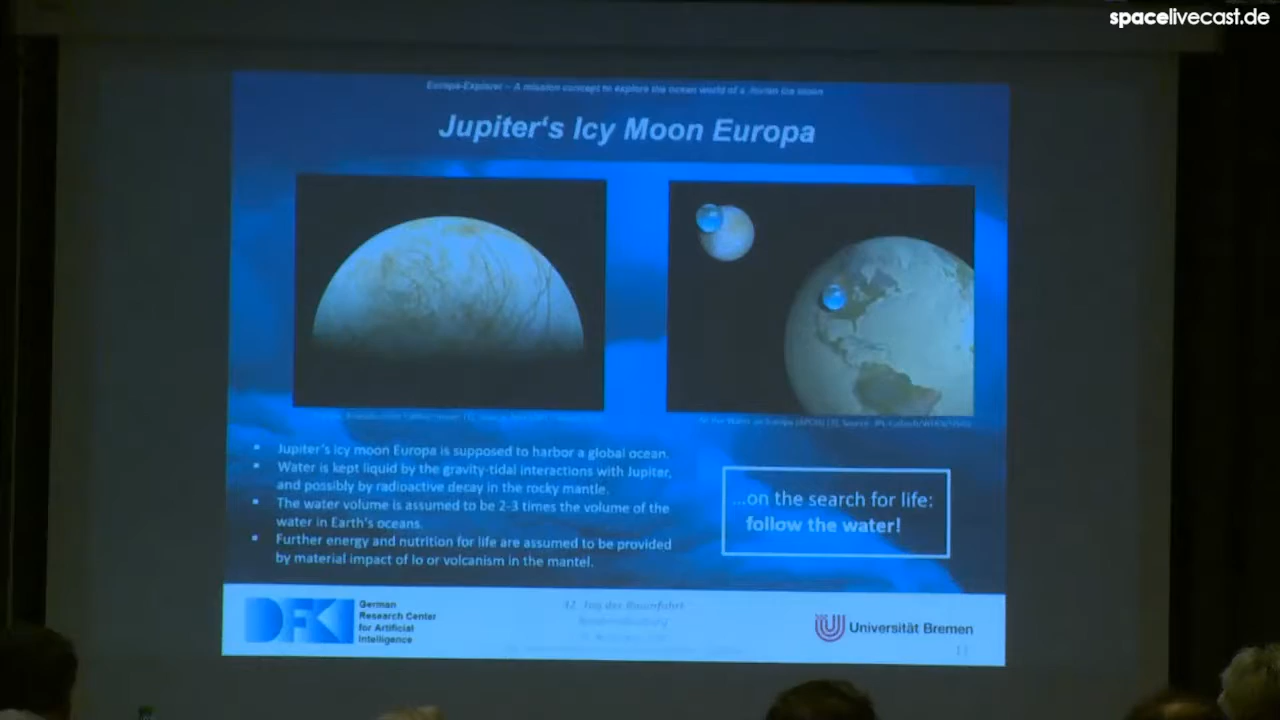 spacelivecast.de
Europa-Explorer – A mission concept to explore the ocean world of a Jovian ice moon
Jupiter‘s Icy Moon Europa
Jupiter’s icy moon Europa is supposed to harbor a global ocean.
Water is kept liquid by the gravity-tidal interactions with Jupiter,
and possibly by radioactive decay in the rocky mantle.
The water volume is assumed to be 2-3 times the volume of the
water in Earth’s oceans.
Further energy and nutrition for life are assumed to be provided
by material impact of Io or volcanism in the mantel.
...on the search for life:
follow the water!
DFKI
German
Research Center
for Artificial
Intelligence
Tag der Raumfahrt
Universität Bremen
11